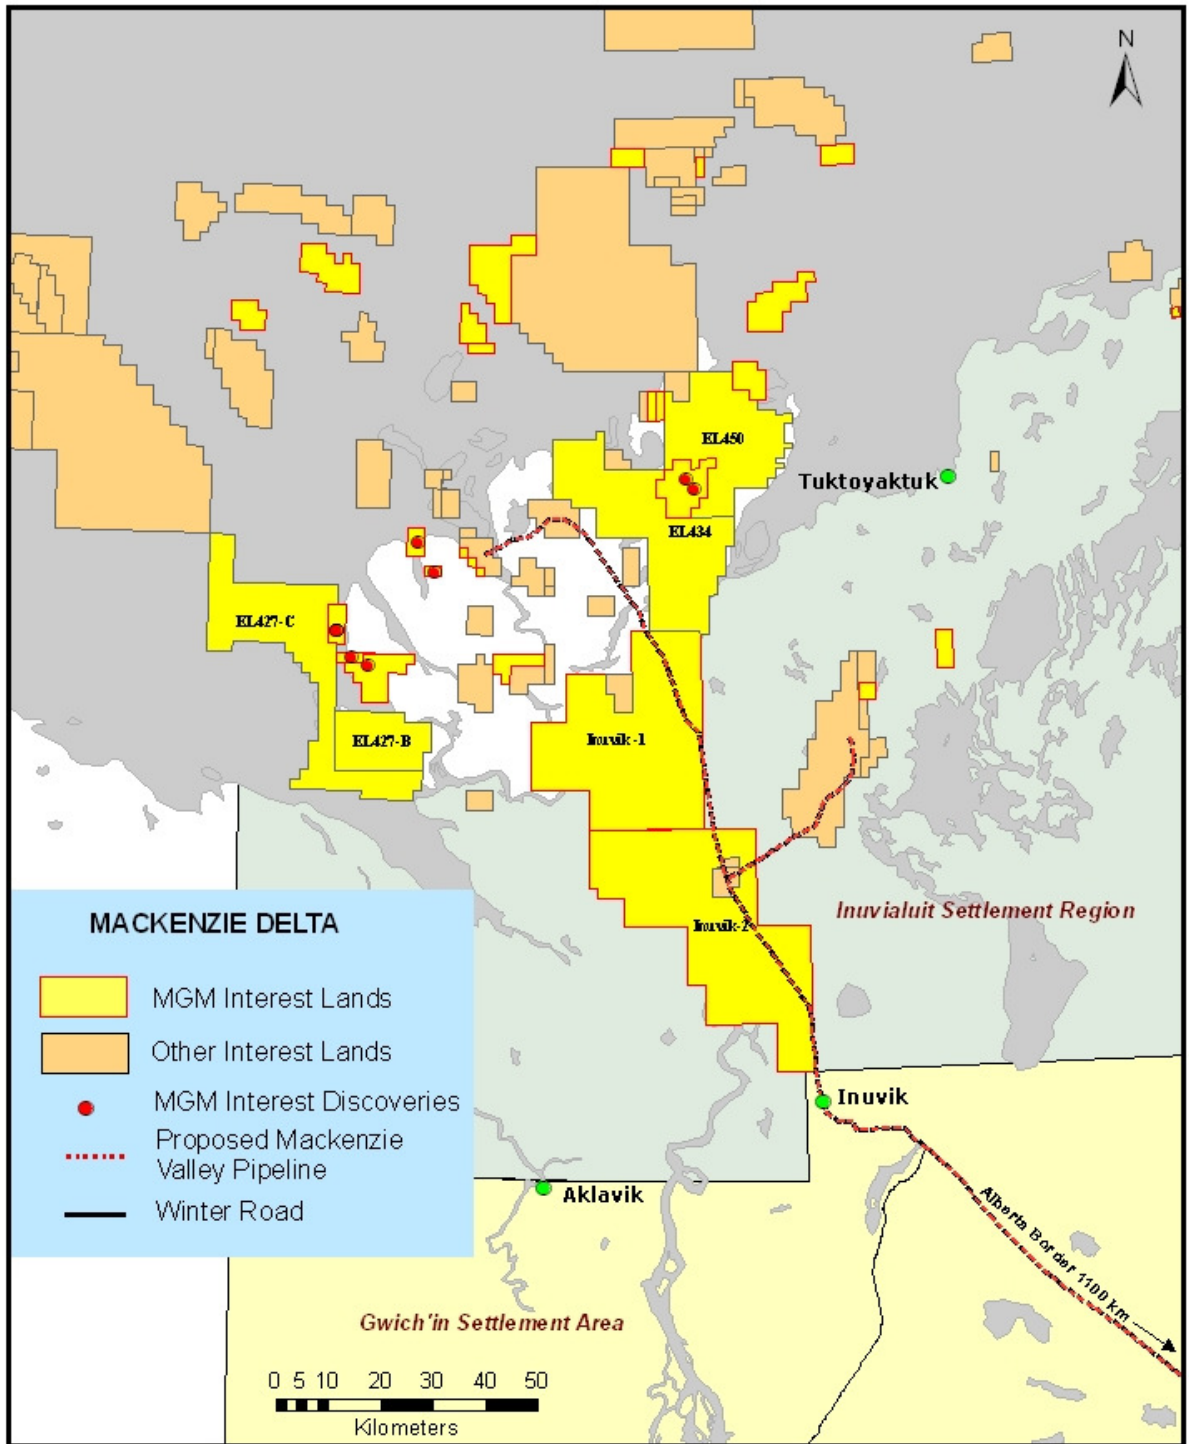 N
EL450
Tuktoyaktuk
EL434
EL427-C
EL427-B
Inuvik-1
Inuvialuit Settlement Region
Inuvik-2
MACKENZIE DELTA
MGM Interest Lands
Other Interest Lands
MGM Interest Discoveries
Proposed Mackenzie
Valley Pipeline
Winter Road
Inuvik
Aklavik
Alberta Border 1100 km
Gwich'in Settlement Area
0 5 10 20 30 40 50
Kilometers